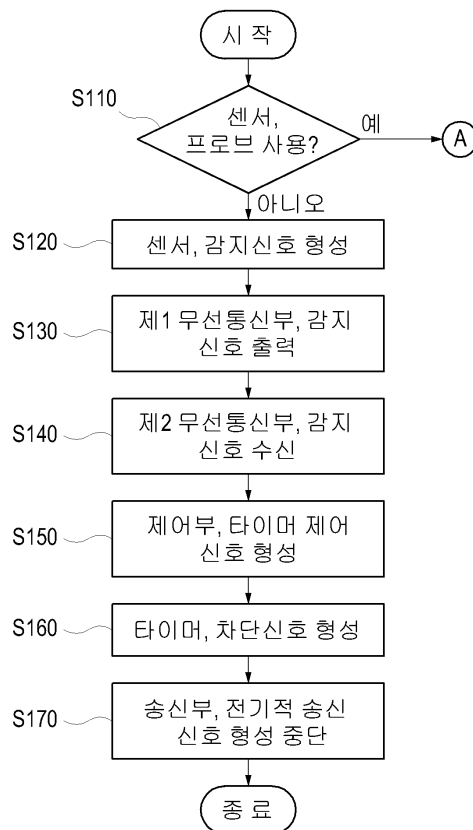 시 작
S110
센서,
프로브 사용?
예
A
아니오
S120
센서, 감지신호 형성
S130
제1 무선통신부, 감지
신호 출력
S140
제2 무선통신부, 감지
신호 수신
S150
제어부, 타이머 제어
신호 형성
S160
타이머, 차단신호 형성
S170
송신부, 전기적 송신
신호 형성 중단
종 료